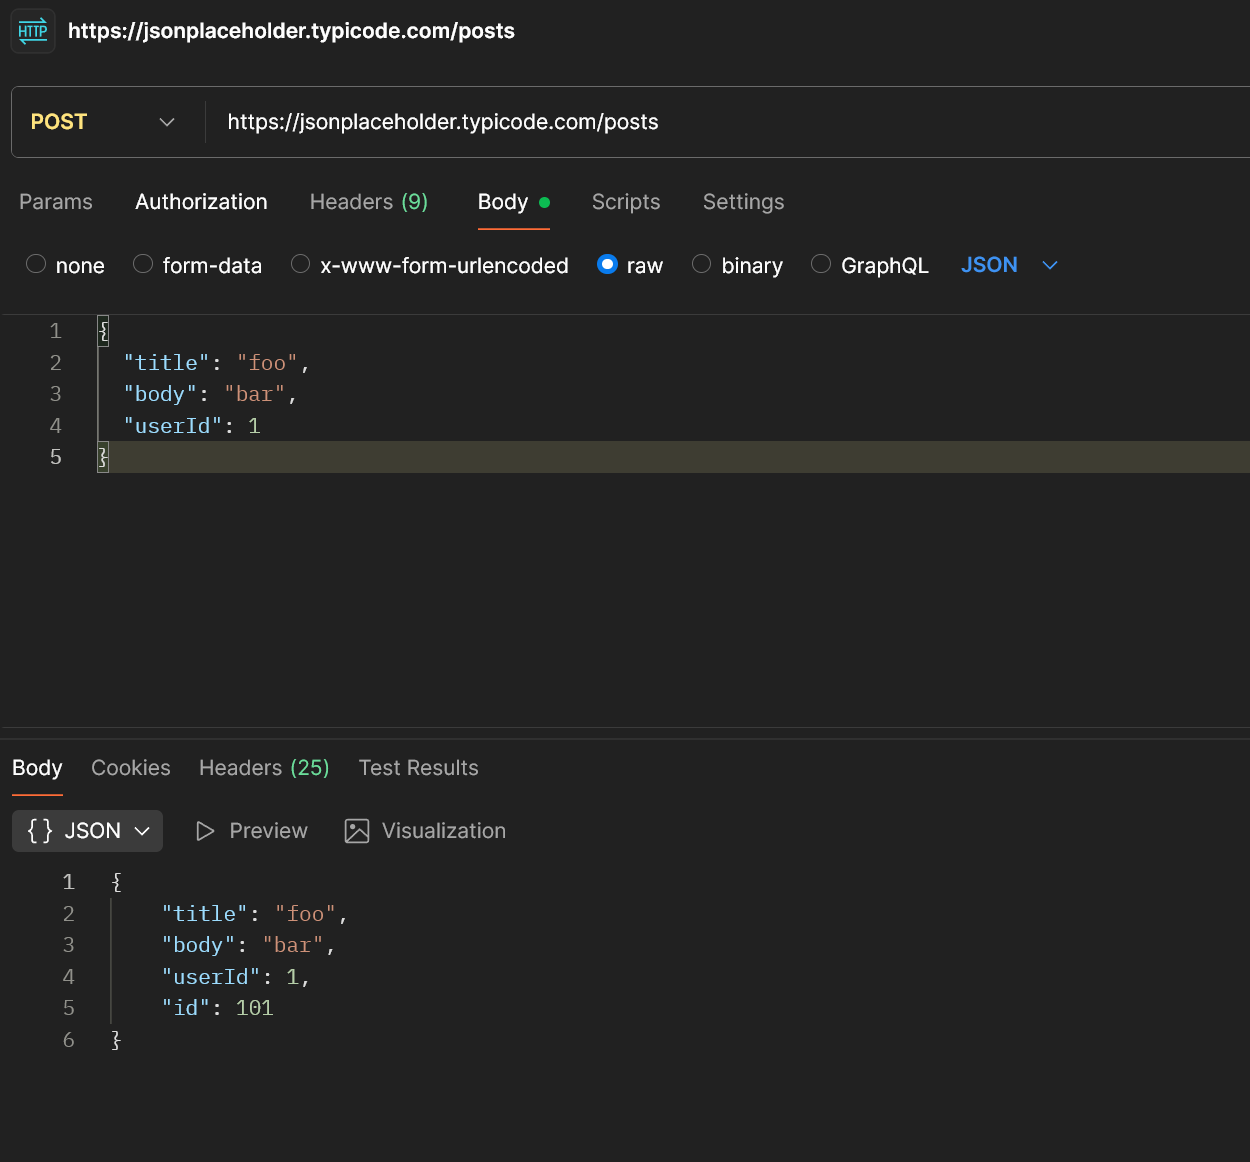 HTTP https://jsonplaceholder.typicode.com/posts
POST https://jsonplaceholder.typicode.com/posts
Params Authorization Headers (9) Body Scripts Settings
none form-data x-www-form-urlencoded raw binary GraphQL JSON
1 {
2 "title": "foo",
3 "body": "bar",
4 "userId": 1
5 }
Body Cookies Headers (25) Test Results
{} JSON Preview Visualization
1 {
2 "title": "foo",
3 "body": "bar",
4 "userId": 1,
5 "id": 101
6 }